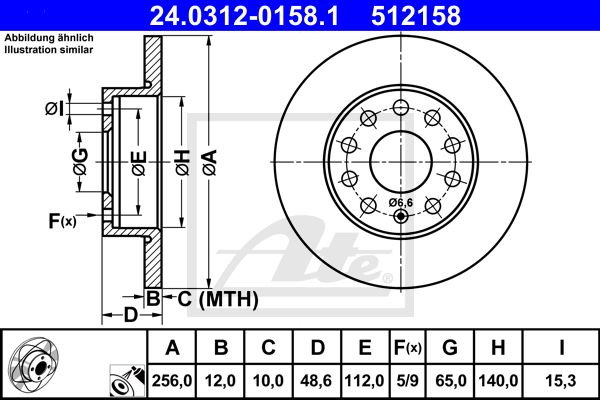 24.0312-0158.1 512158
Abbildung ähnlich
Illustration similar
ØI
ØG
ØE
ØH
ØA
F(x)
Ø6,6
B
C (MTH)
D
Ate
A B C D E F(x) G H I
256,0 12,0 10,0 48,6 112,0 5/9 65,0 140,0 15,3